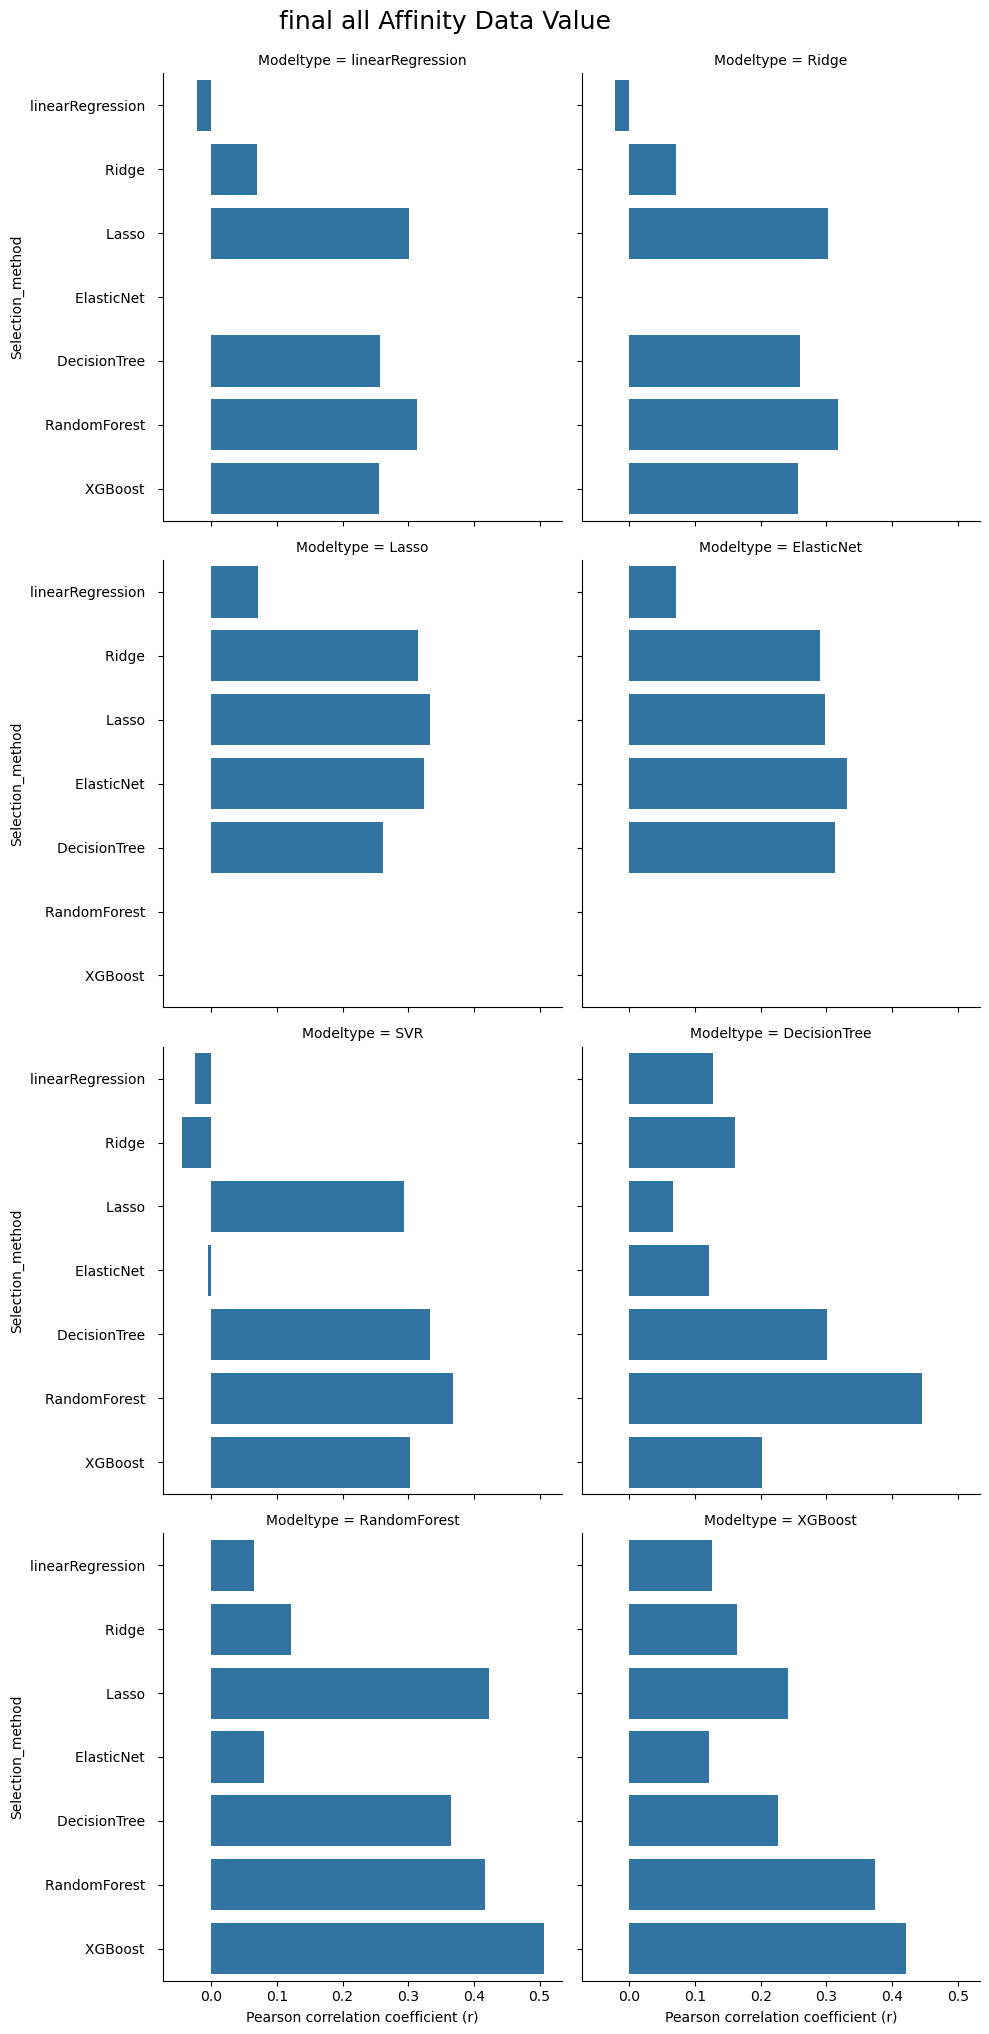 final all Affinity Data Value
Modeltype = linearRegression
Modeltype = Ridge
Selection_method
linearRegression
Ridge
Lasso
ElasticNet
DecisionTree
RandomForest
XGBoost
Modeltype = Lasso
Modeltype = ElasticNet
Selection_method
linearRegression
Ridge
Lasso
ElasticNet
DecisionTree
RandomForest
XGBoost
Modeltype = SVR
Modeltype = DecisionTree
Selection_method
linearRegression
Ridge
Lasso
ElasticNet
DecisionTree
RandomForest
XGBoost
Modeltype = RandomForest
Modeltype = XGBoost
Selection_method
linearRegression
Ridge
Lasso
ElasticNet
DecisionTree
RandomForest
XGBoost
0.0 0.1 0.2 0.3 0.4 0.5
0.0 0.1 0.2 0.3 0.4 0.5
Pearson correlation coefficient (r)
Pearson correlation coefficient (r)